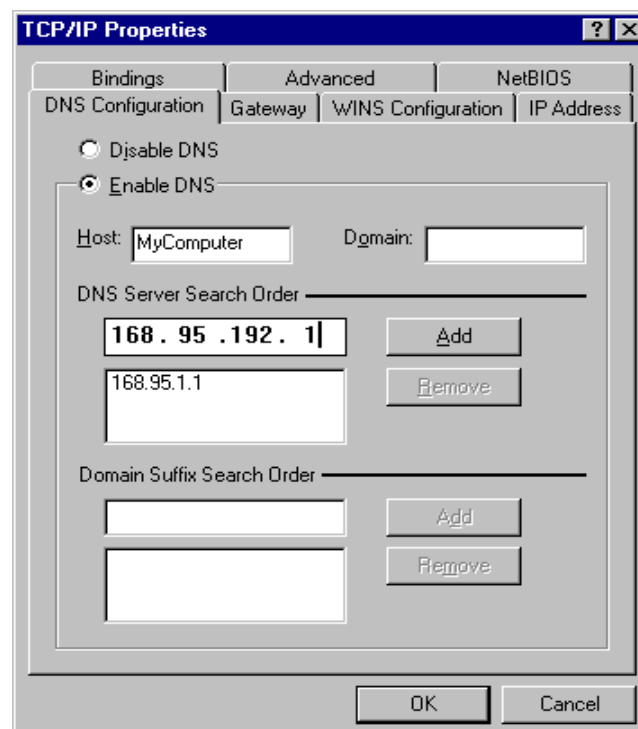 TCP/IP Properties
Bindings Advanced NetBIOS
DNS Configuration Gateway WINS Configuration IP Address
Disable DNS
Enable DNS
Host: MyComputer Domain:
DNS Server Search Order
168. 95 .192. 1 Add
168.95.1.1 Remove
Domain Suffix Search Order
Add
Remove
OK Cancel